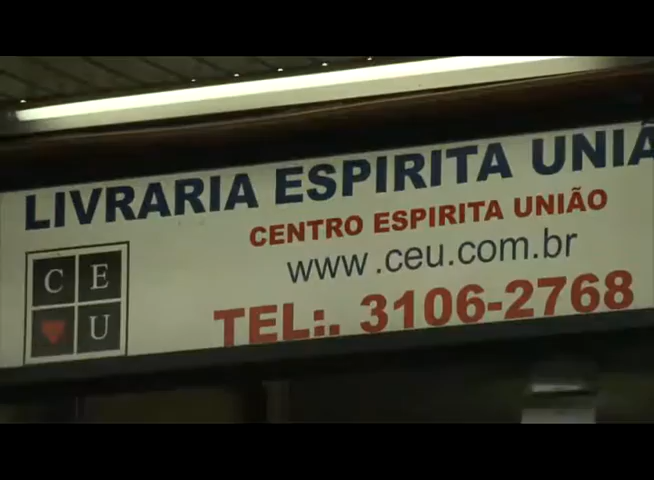 LIVRARIA ESPIRITA UNIÃ
CENTRO ESPIRITA UNIÃO
www.ceu.com.br
TEL:. 3106-2768
C E
U